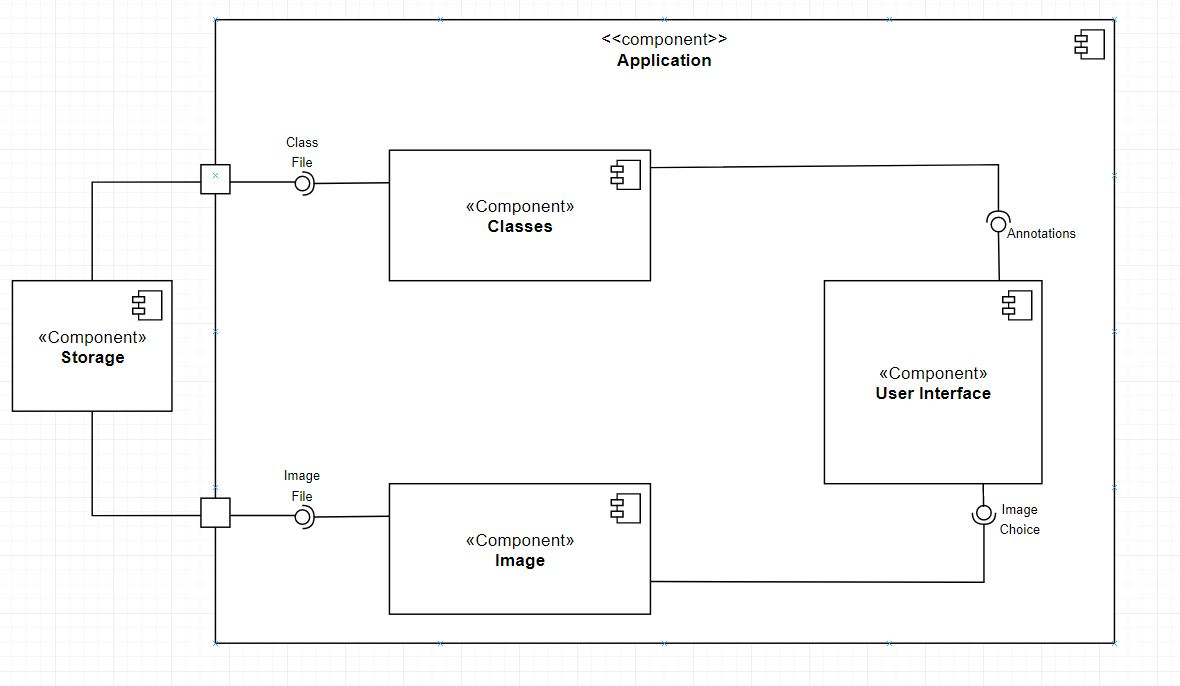 <<component>>
Application
Class
File
«Component»
Classes
Annotations
«Component»
Storage
«Component»
User Interface
Image
File
«Component»
Image
Image
Choice